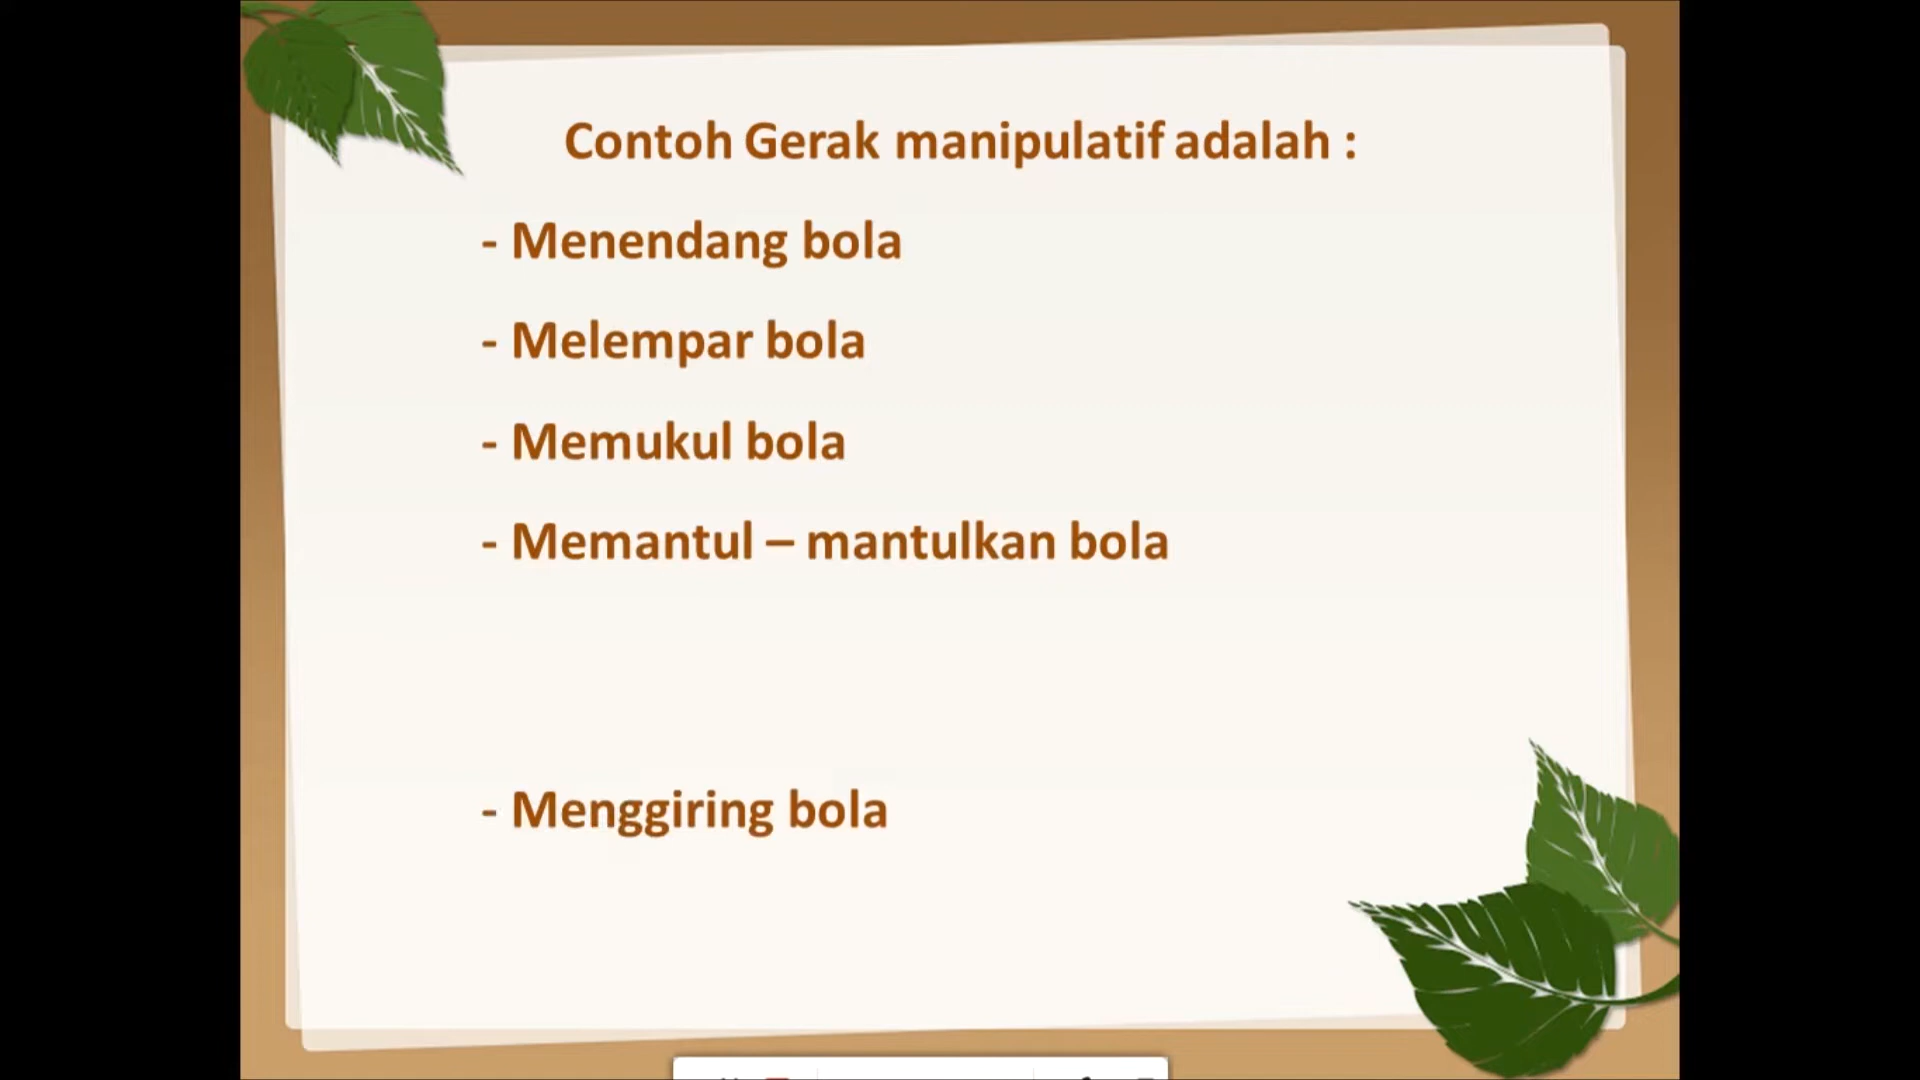 Contoh Gerak manipulatif adalah :
- Menendang bola
- Melempar bola
- Memukul bola
- Memantul – mantulkan bola
- Menggiring bola